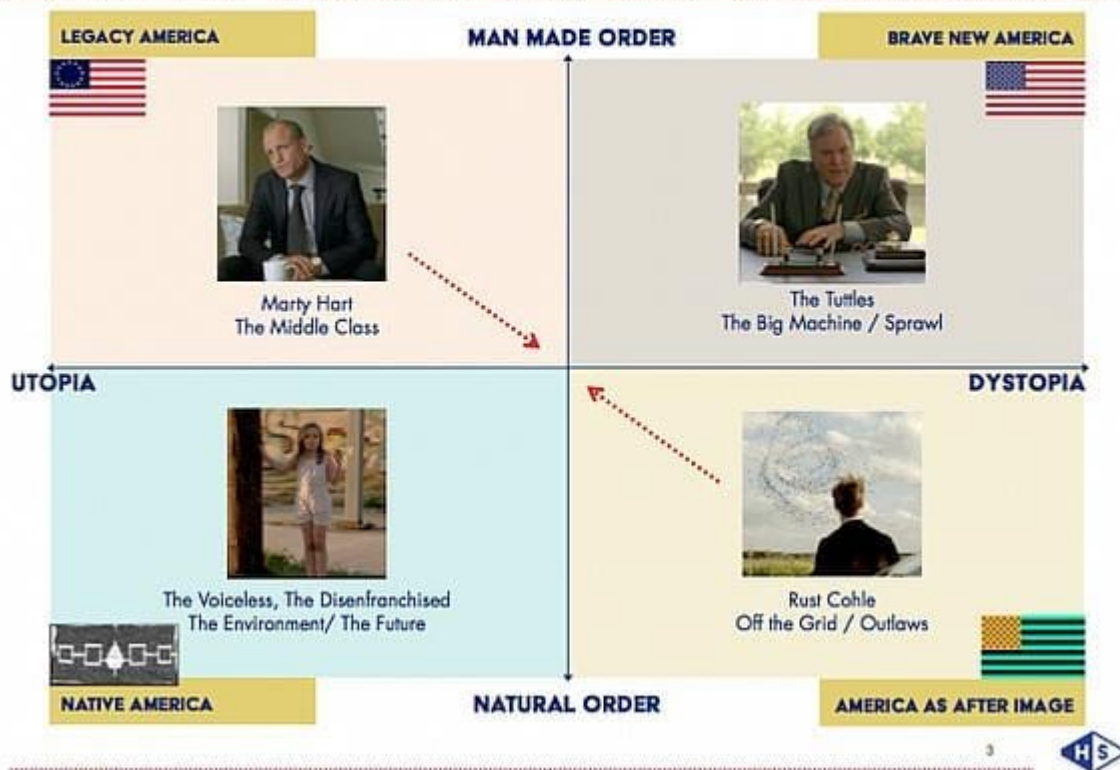 LEGACY AMERICA
MAN MADE ORDER
BRAVE NEW AMERICA
Marty Hart
The Middle Class
The Tuttles
The Big Machine / Sprawl
UTOPIA
DYSTOPIA
The Voiceless, The Disenfranchised
The Environment/ The Future
Rust Cohle
Off the Grid / Outlaws
NATIVE AMERICA
NATURAL ORDER
AMERICA AS AFTER IMAGE
3
H S